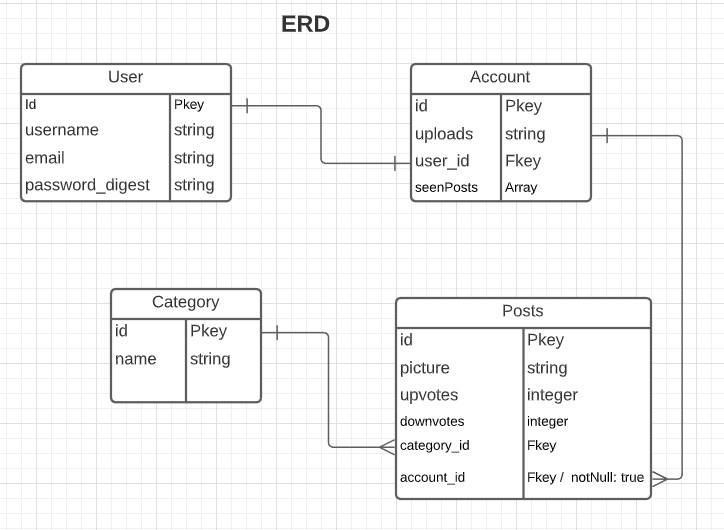 ERD
User
Id Pkey
username string
email string
password_digest string
Account
id Pkey
uploads string
user_id Fkey
seenPosts Array
Category
id Pkey
name string
Posts
id Pkey
picture string
upvotes integer
downvotes integer
category_id Fkey
account_id Fkey / notNull: true